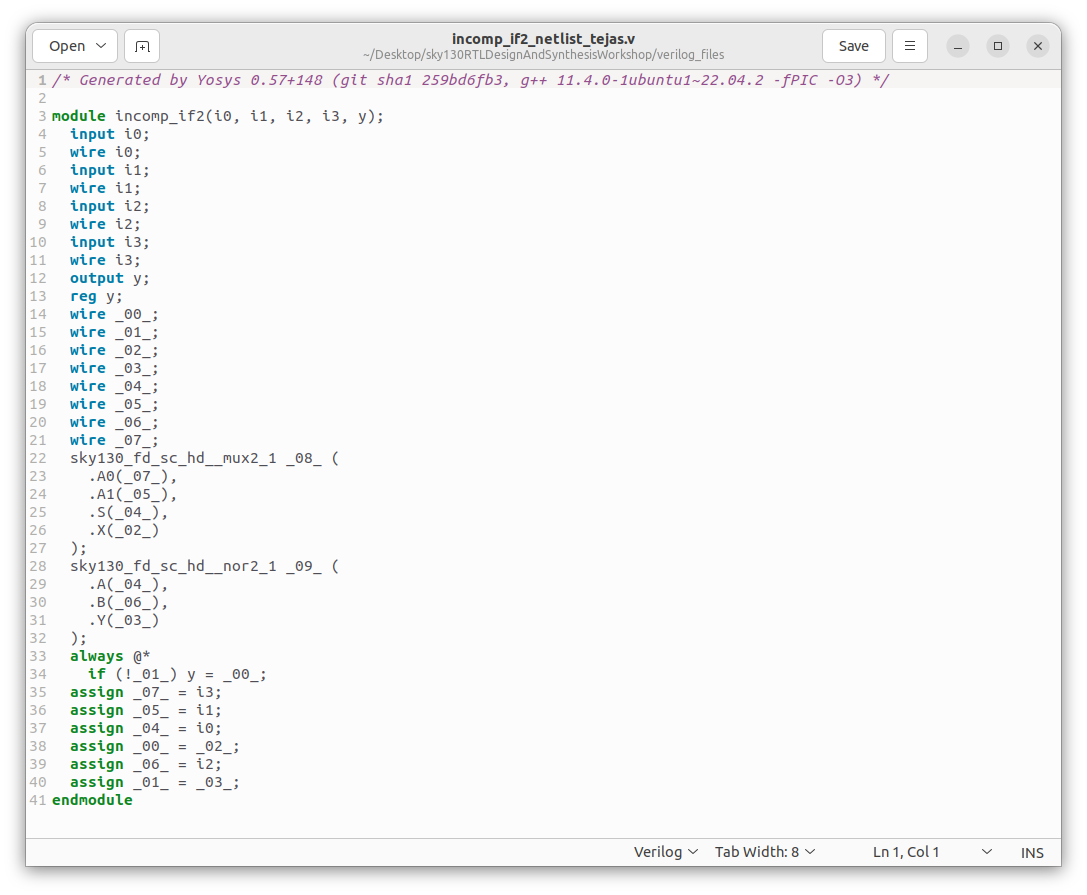 Open
incomp_if2_netlist_tejas.v
~/Desktop/sky130RTLDesignAndSynthesisWorkshop/verilog_files
Save
1 /* Generated by Yosys 0.57+148 (git sha1 259bd6fb3, g++ 11.4.0-1ubuntu1~22.04.2 -fPIC -O3) */
2
3 module incomp_if2(i0, i1, i2, i3, y);
4   input i0;
5   wire i0;
6   input i1;
7   wire i1;
8   input i2;
9   wire i2;
10   input i3;
11   wire i3;
12   output y;
13   reg y;
14   wire _00_;
15   wire _01_;
16   wire _02_;
17   wire _03_;
18   wire _04_;
19   wire _05_;
20   wire _06_;
21   wire _07_;
22   sky130_fd_sc_hd__mux2_1 _08_ (
23     .A0(_07_),
24     .A1(_05_),
25     .S(_04_),
26     .X(_02_)
27   );
28   sky130_fd_sc_hd__nor2_1 _09_ (
29     .A(_04_),
30     .B(_06_),
31     .Y(_03_)
32   );
33   always @*
34     if (!_01_) y = _00_;
35   assign _07_ = i3;
36   assign _05_ = i1;
37   assign _04_ = i0;
38   assign _00_ = _02_;
39   assign _06_ = i2;
40   assign _01_ = _03_;
41 endmodule
Verilog Tab Width: 8 Ln 1, Col 1 INS